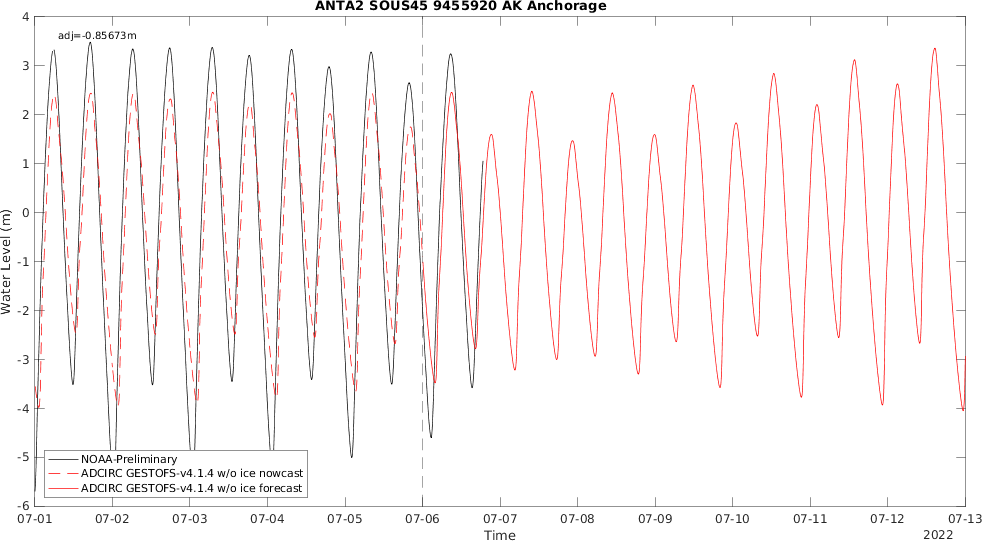 ANTA2 SOUS45 9455920 AK Anchorage
adj=-0.85673m
4
3
2
1
0
-1
-2
-3
-4
-5
-6
Water Level (m)
NOAA-Preliminary
ADCIRC GESTOFS-v4.1.4 w/o ice nowcast
ADCIRC GESTOFS-v4.1.4 w/o ice forecast
07-01 07-02 07-03 07-04 07-05 07-06 07-07 07-08 07-09 07-10 07-11 07-12 07-13
Time
2022